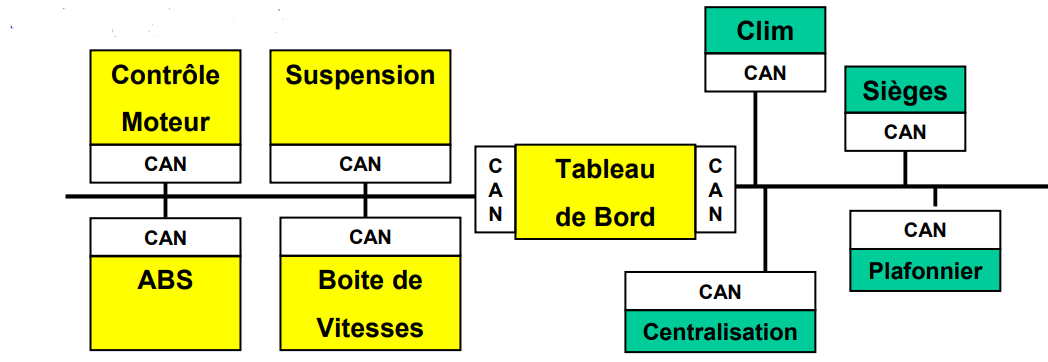 Contrôle
Moteur
CAN
Suspension
CAN
CAN
ABS
CAN
Boite de
Vitesses
C
A
N
Tableau
de Bord
C
A
N
Clim
CAN
Sièges
CAN
CAN
Centralisation
CAN
Plafonnier